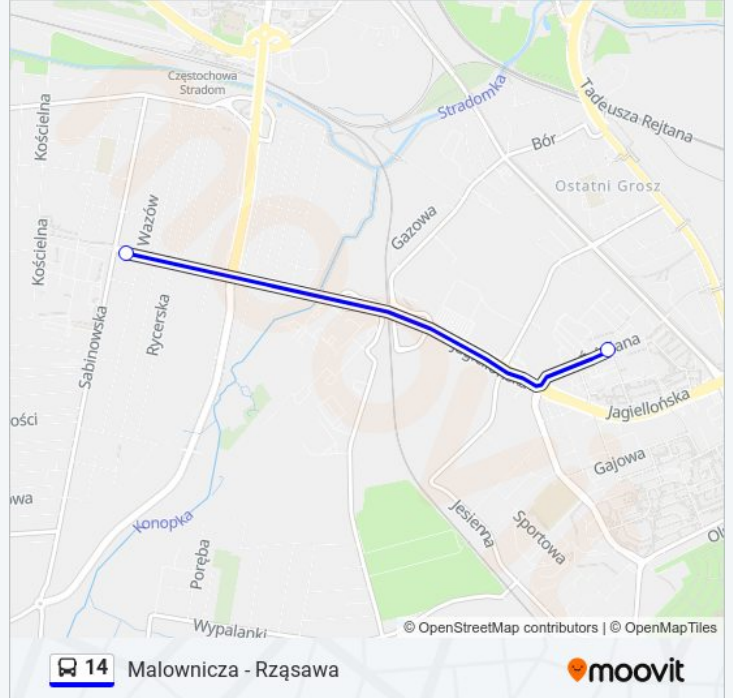 Częstochowa
Stradom
Kościelna
Stradomka
Tadeusza Rejtana
Bór
Ostatni Grosz
Wazów
Gazowa
Kościelna
Rycerska
Sabinowska
Jagiellońska
ości
Gajowa
wa
Konopka
Jesienna
Sportowa
Poręba
Wypalanki
© OpenStreetMap contributors | © OpenMapTiles
14 Malownicza - Rząsawa
moovit